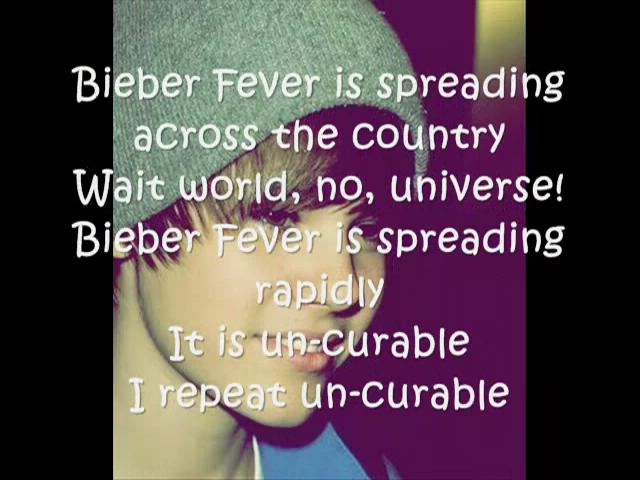 Bieber Fever is spreading
across the country
Wait world, no, universe!
Bieber Fever is spreading
rapidly
It is un-curable
I repeat un-curable